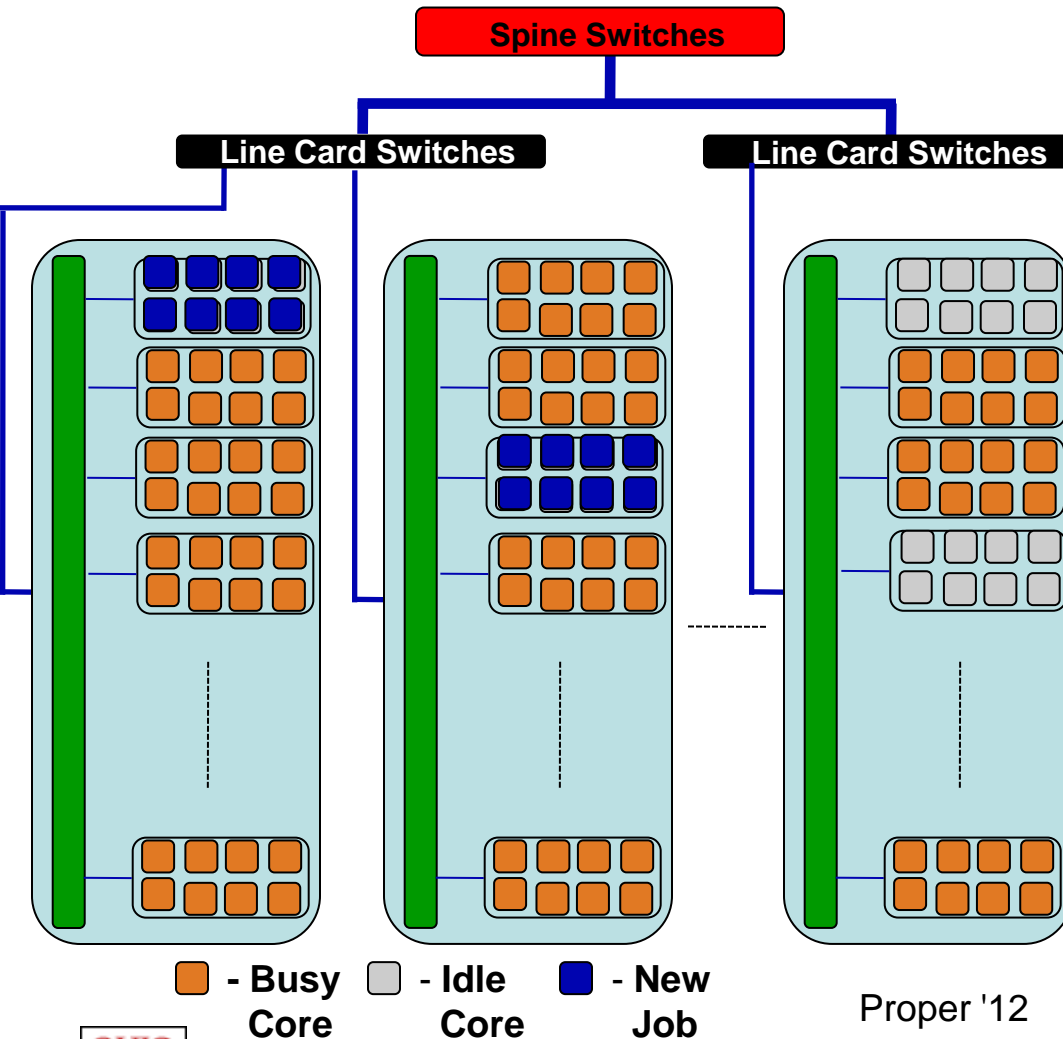 Spine Switches
Line Card Switches
Line Card Switches
- Busy Core
- Idle Core
- New Job
Proper '12